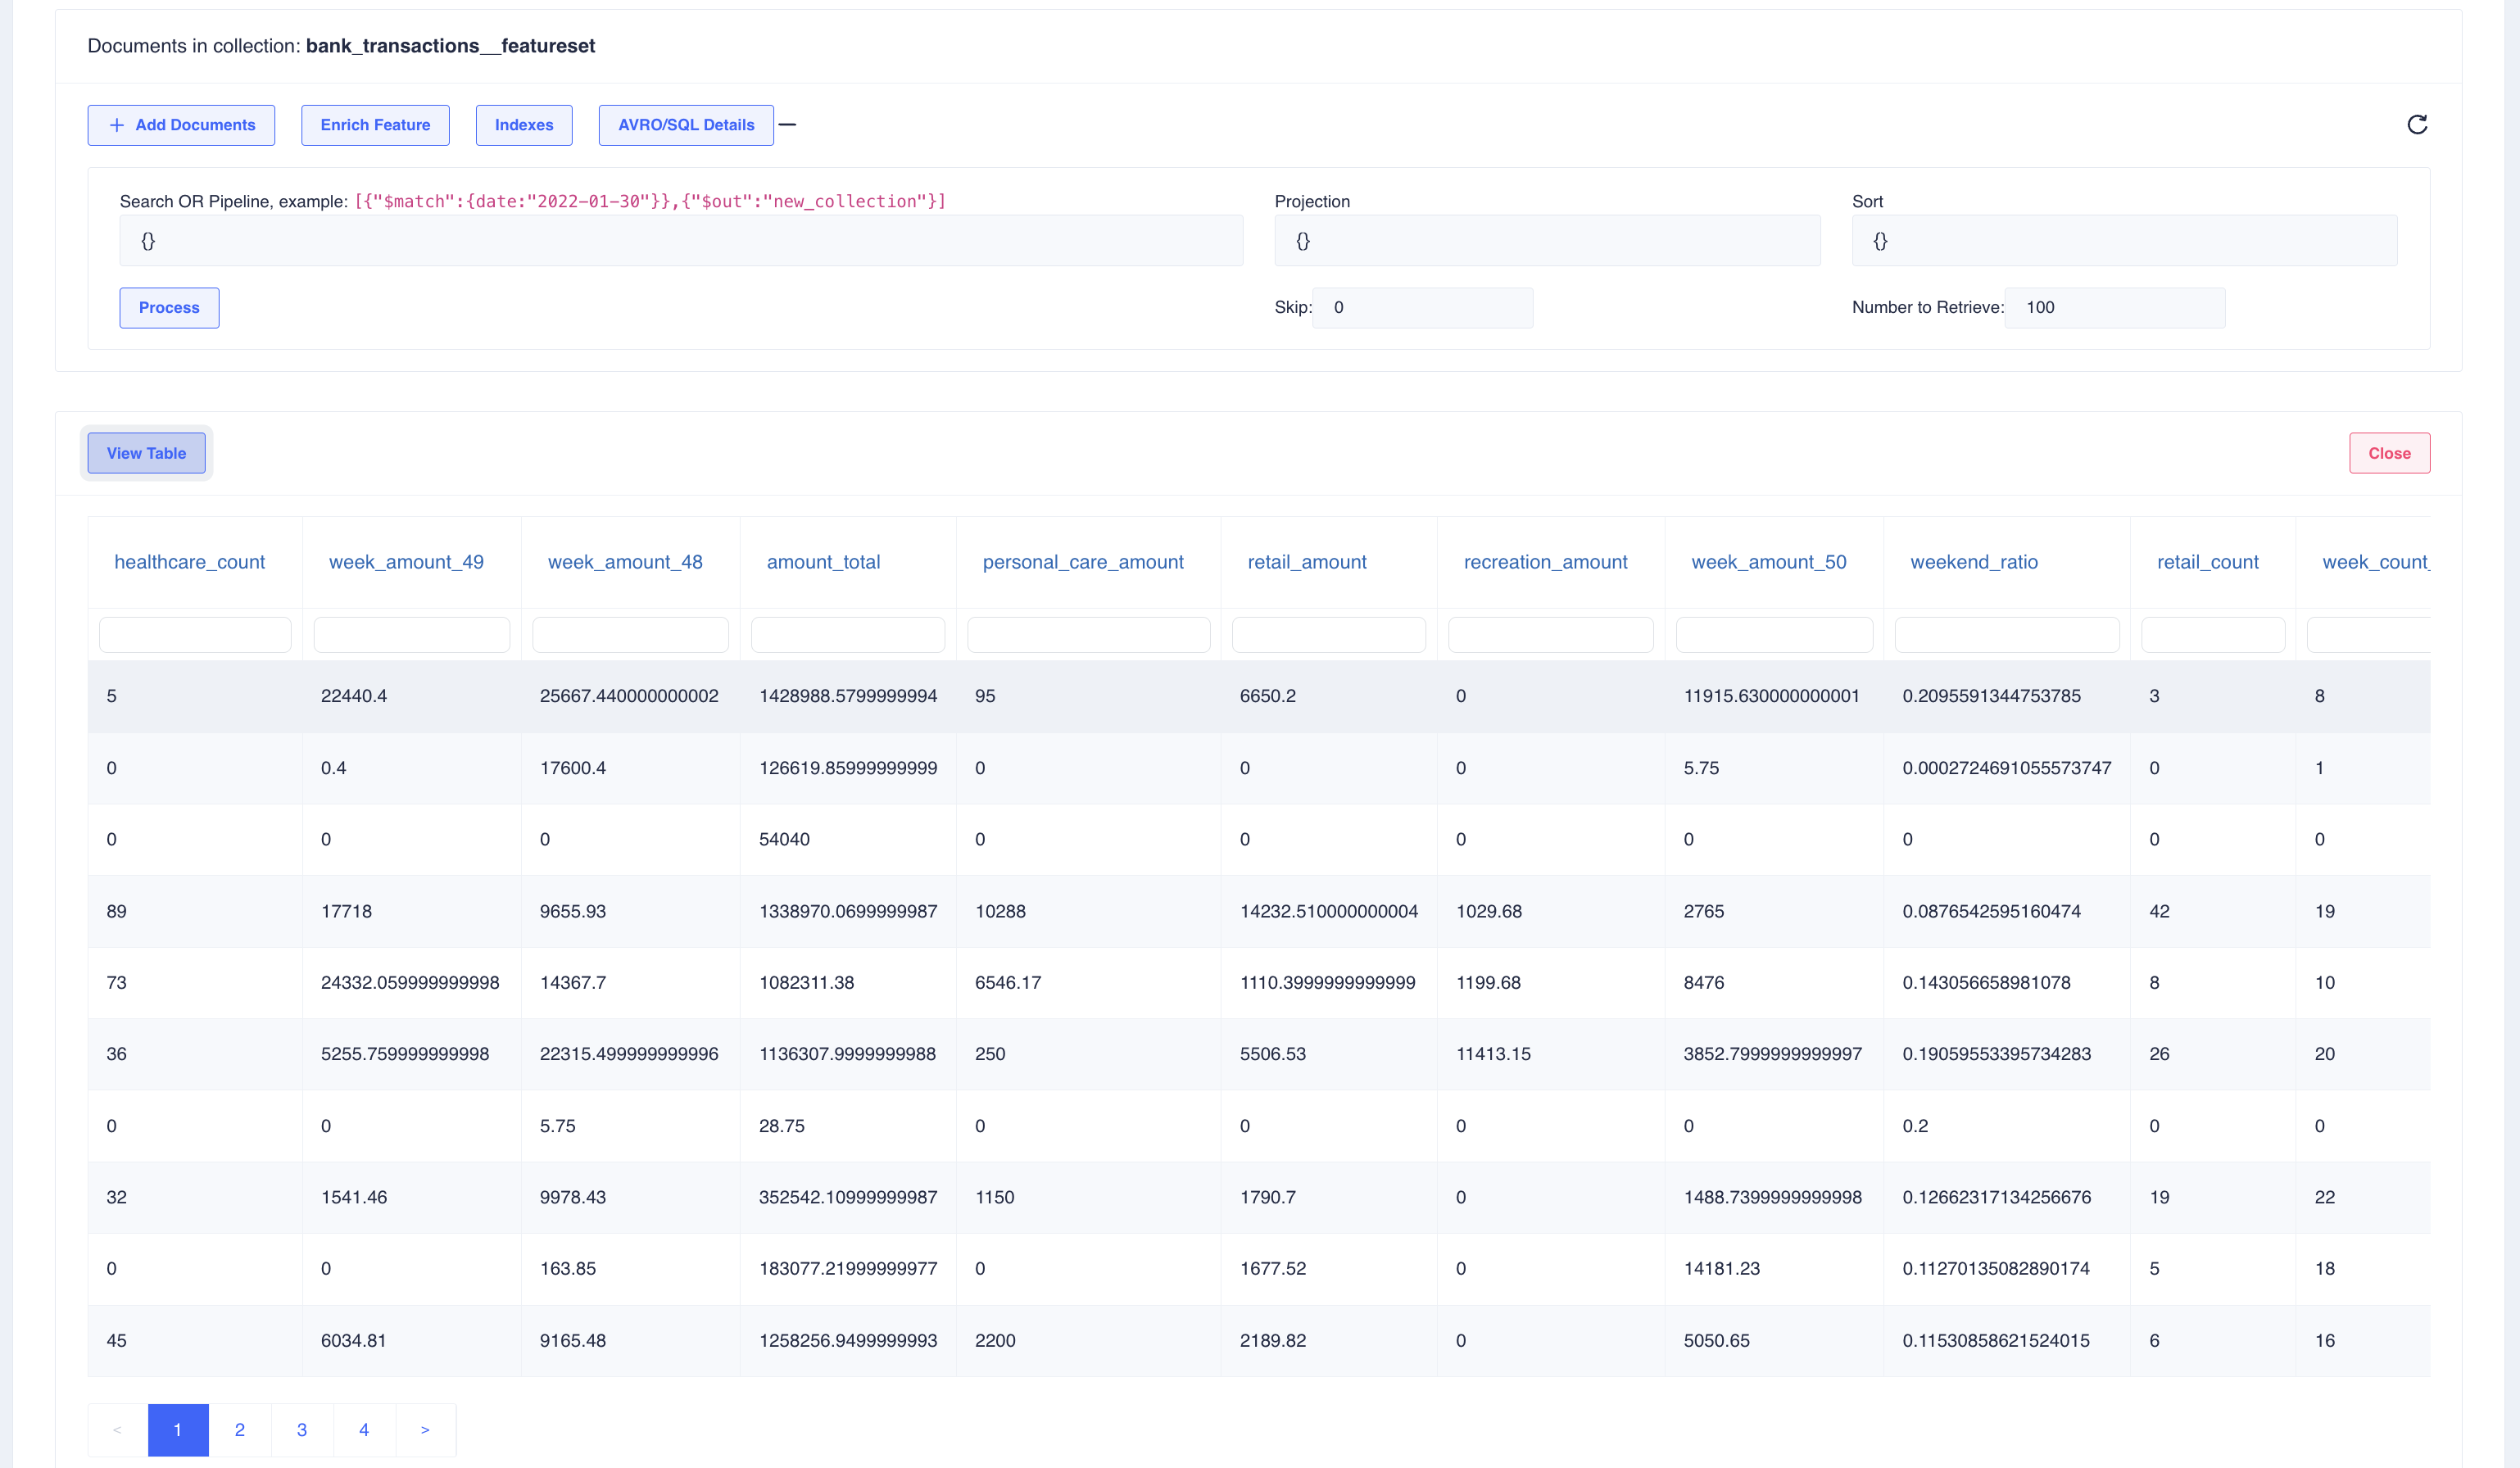 Documents in collection: bank_transactions__featureset
+ Add Documents Enrich Feature Indexes AVRO/SQL Details
Search OR Pipeline, example: [{"$match":{date:"2022-01-30"}},{"$out":"new_collection"}] Projection Sort
{} {} {}
Process Skip: 0 Number to Retrieve: 100
View Table Close
healthcare_count week_amount_49 week_amount_48 amount_total personal_care_amount retail_amount recreation_amount week_amount_50 weekend_ratio retail_count week_count_
5 22440.4 25667.440000000002 1428988.5799999994 95 6650.2 0 11915.630000000001 0.2095591344753785 3 8
0 0.4 17600.4 126619.85999999999 0 0 0 5.75 0.0002724691055573747 0 1
0 0 0 54040 0 0 0 0 0 0 0
89 17718 9655.93 1338970.0699999987 10288 14232.510000000004 1029.68 2765 0.0876542595160474 42 19
73 24332.059999999998 14367.7 1082311.38 6546.17 1110.3999999999999 1199.68 8476 0.143056658981078 8 10
36 5255.759999999998 22315.499999999996 1136307.9999999988 250 5506.53 11413.15 3852.7999999999997 0.19059553395734283 26 20
0 0 5.75 28.75 0 0 0 0 0.2 0 0
32 1541.46 9978.43 352542.10999999987 1150 1790.7 0 1488.7399999999998 0.12662317134256676 19 22
0 0 163.85 183077.21999999977 0 1677.52 0 14181.23 0.11270135082890174 5 18
45 6034.81 9165.48 1258256.9499999993 2200 2189.82 0 5050.65 0.11530858621524015 6 16
< 1 2 3 4 >